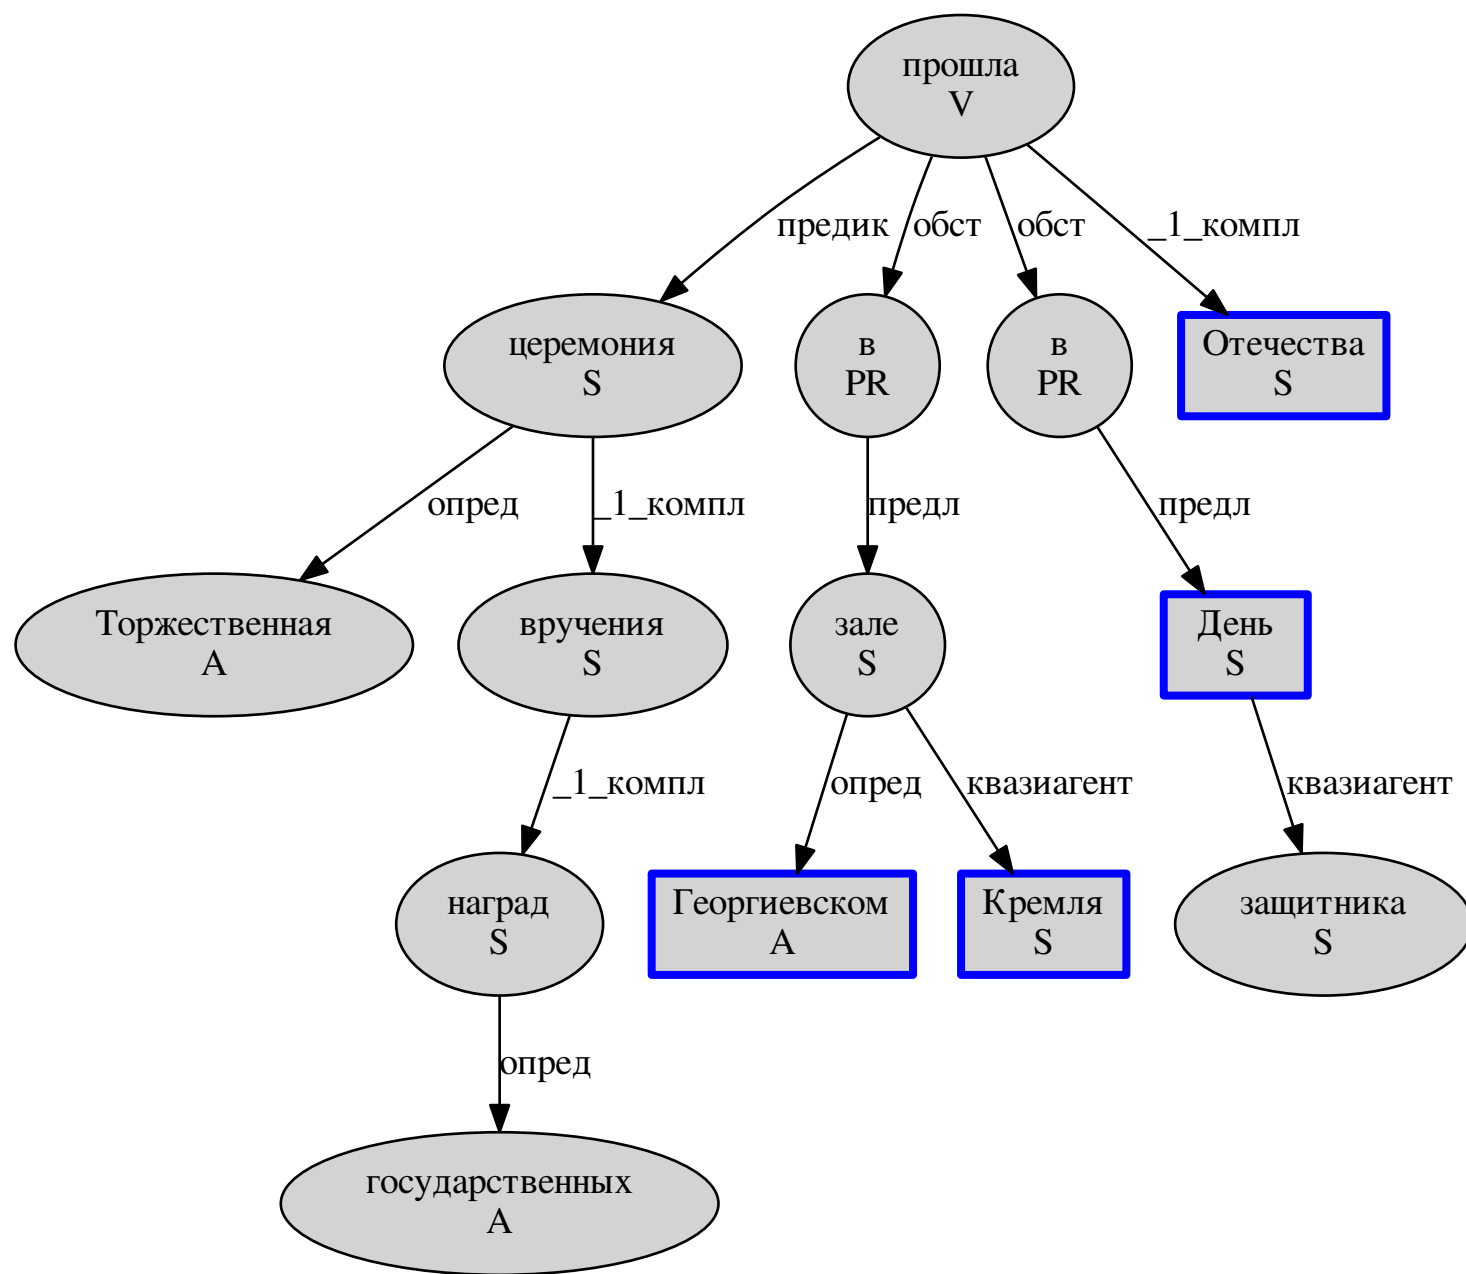 прошла
V
предик
обст
обст
_1_компл
церемония
S
в
PR
в
PR
Отечества
S
опред
_1_компл
предл
предл
Торжественная
A
вручения
S
зале
S
День
S
_1_компл
опред
квазиагент
квазиагент
наград
S
Георгиевском
A
Кремля
S
защитника
S
опред
государственных
A